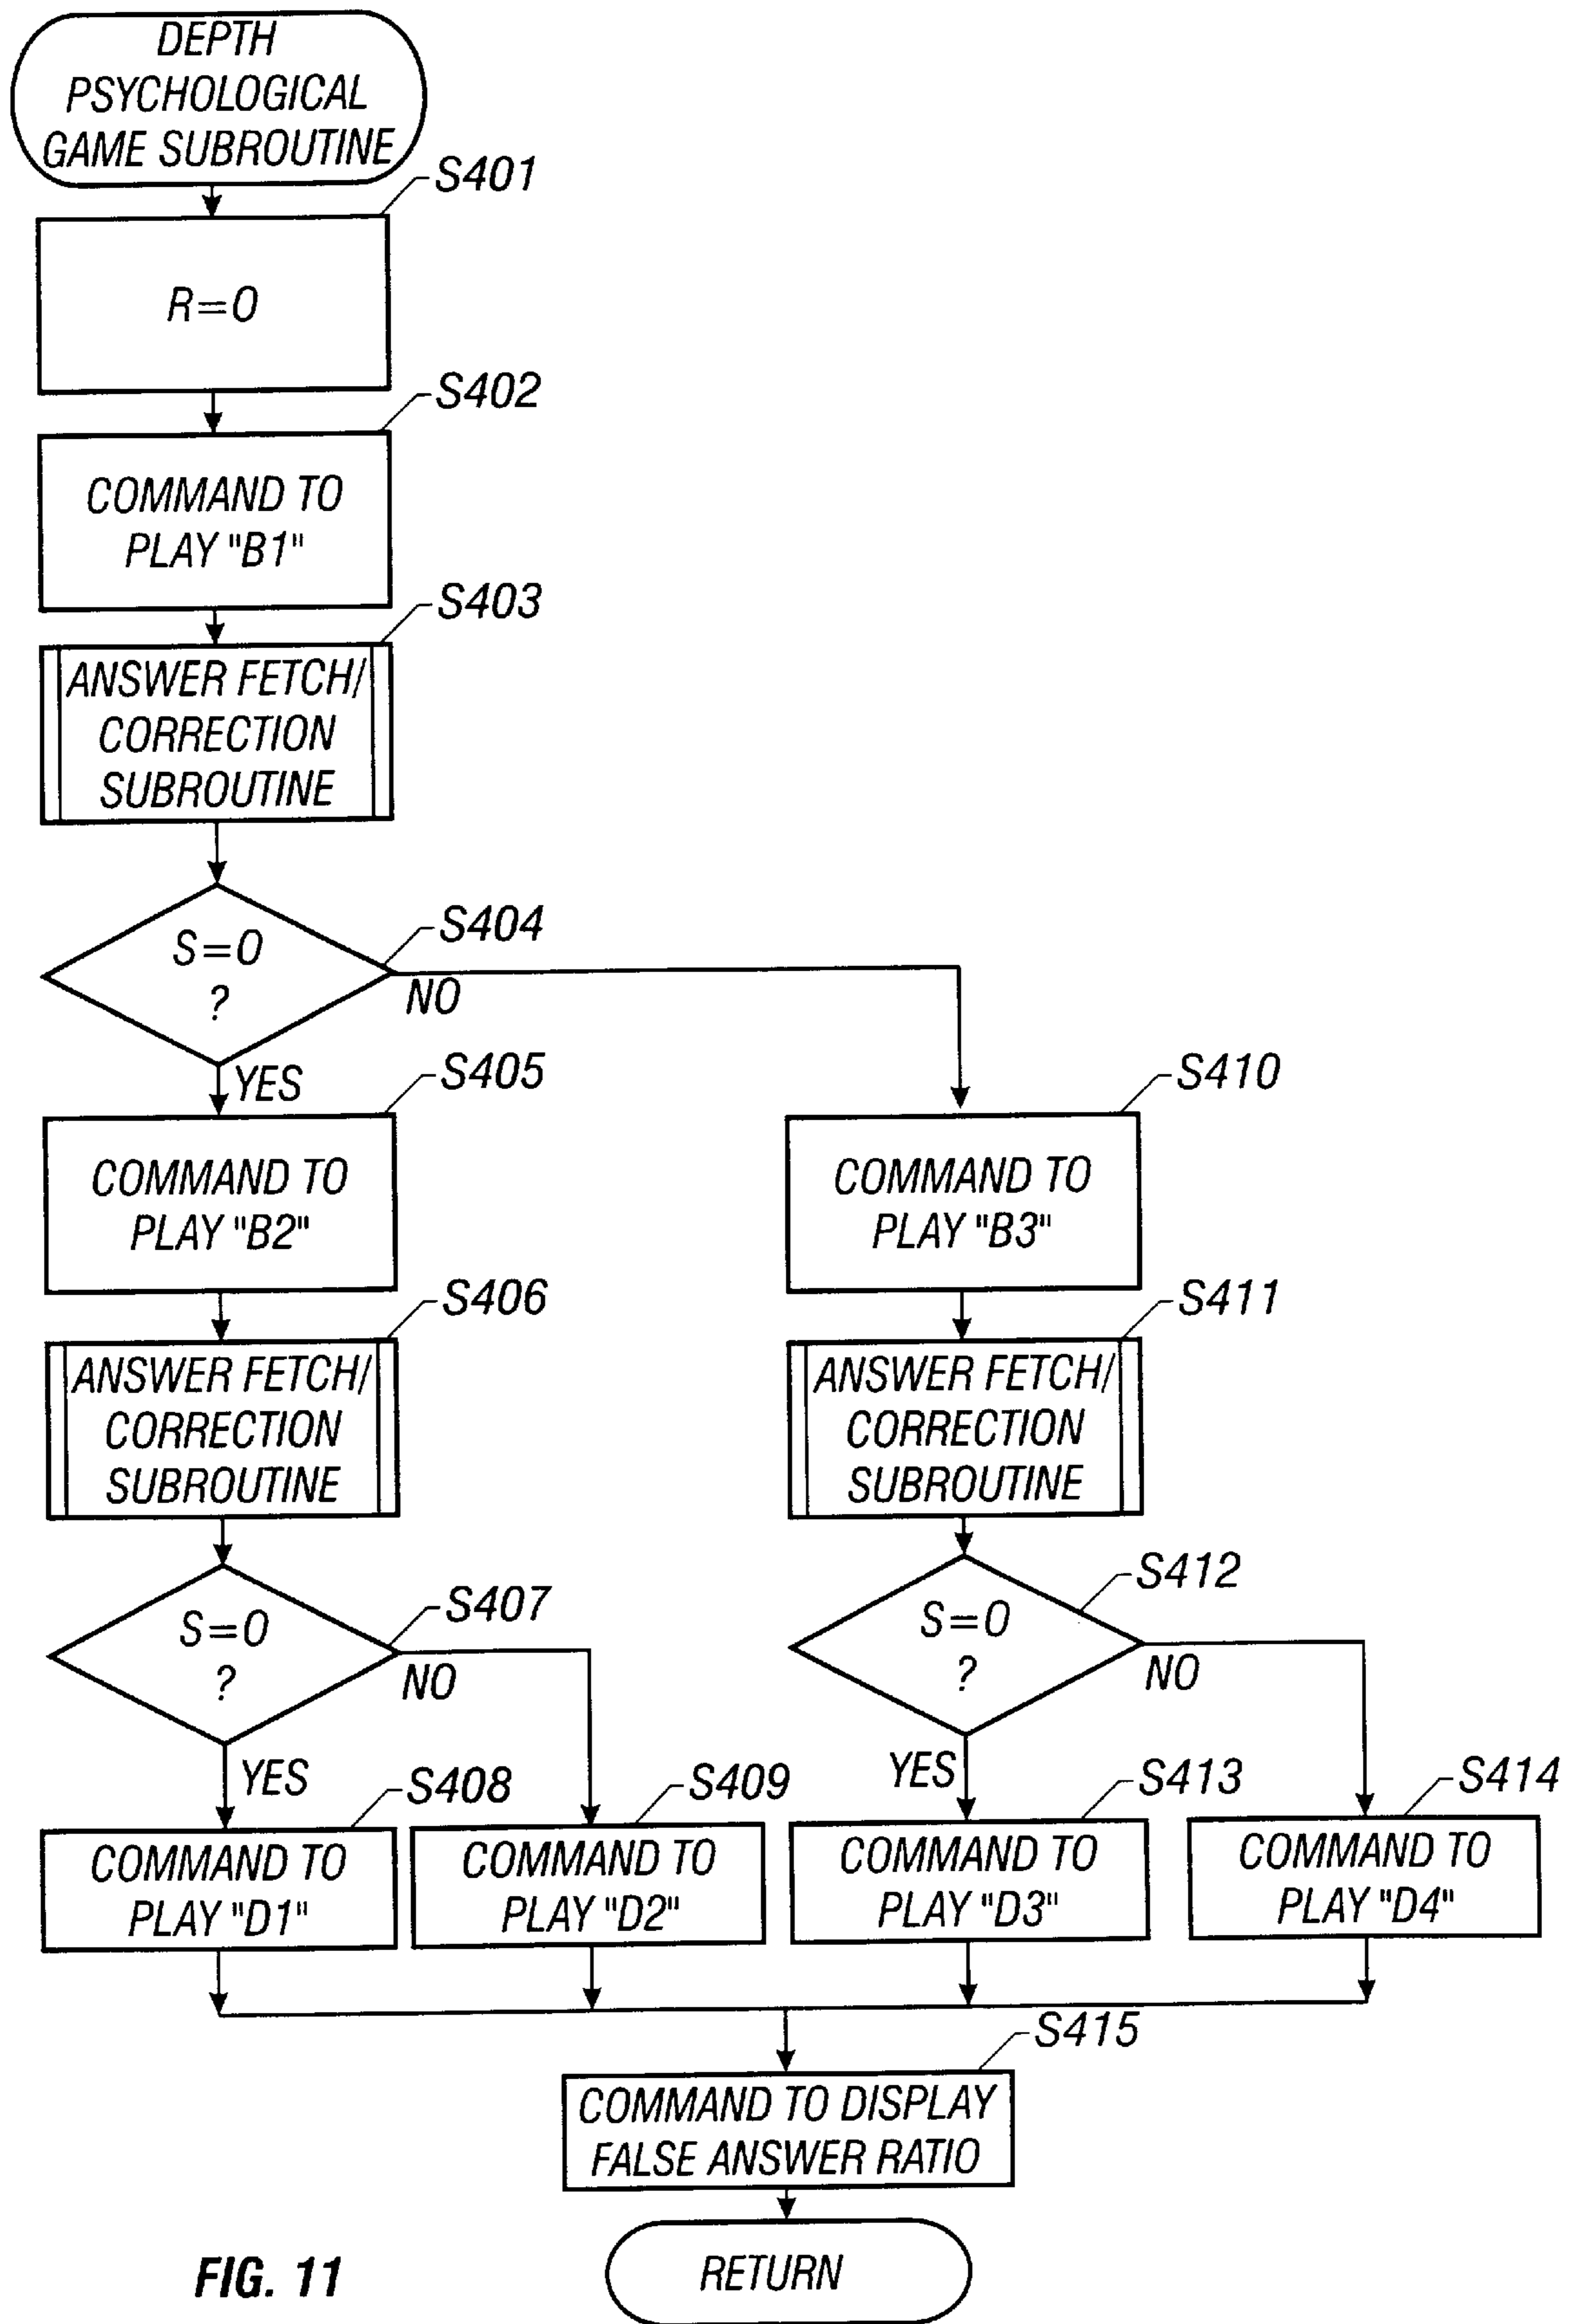 DEPTH
PSYCHOLOGICAL
GAME SUBROUTINE
S401
R=0
S402
COMMAND TO
PLAY "B1"
S403
ANSWER FETCH/
CORRECTION
SUBROUTINE
S404
S=0
?
NO
YES
S405
COMMAND TO
PLAY "B2"
S406
ANSWER FETCH/
CORRECTION
SUBROUTINE
S407
S=0
?
NO
YES
S408
COMMAND TO
PLAY "D1"
S409
COMMAND TO
PLAY "D2"
S410
COMMAND TO
PLAY "B3"
S411
ANSWER FETCH/
CORRECTION
SUBROUTINE
S412
S=0
?
NO
YES
S413
COMMAND TO
PLAY "D3"
S414
COMMAND TO
PLAY "D4"
S415
COMMAND TO DISPLAY
FALSE ANSWER RATIO
RETURN
FIG. 11